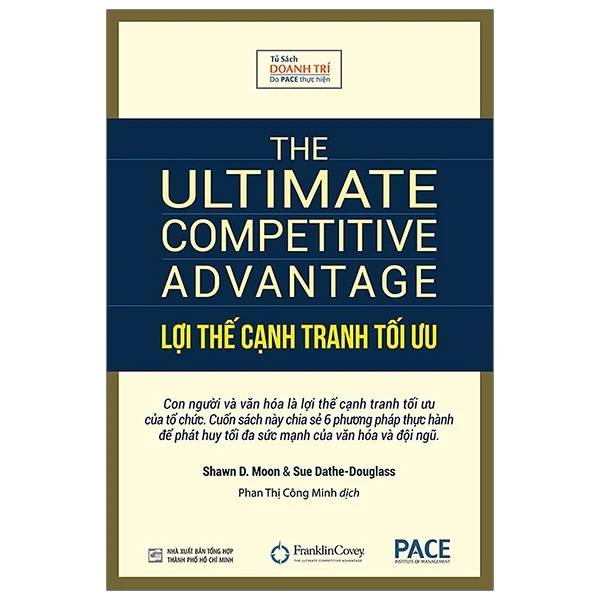 Tủ Sách
DOANH TRÍ
Do PACE thực hiện
THE
ULTIMATE
COMPETITIVE
ADVANTAGE
LỢI THẾ CẠNH TRANH TỐI ƯU
Con người và văn hóa là lợi thế cạnh tranh tối ưu
của tổ chức. Cuốn sách này chia sẻ 6 phương pháp thực hành
để phát huy tối đa sức mạnh của văn hóa và đội ngũ.
Shawn D. Moon & Sue Dathe-Douglass
Phan Thị Công Minh dịch
NHÀ XUẤT BẢN TỔNG HỢP
THÀNH PHỐ HỒ CHÍ MINH
FranklinCovey
THE ULTIMATE COMPETITIVE ADVANTAGE
PACE
INSTITUTE OF MANAGEMENT